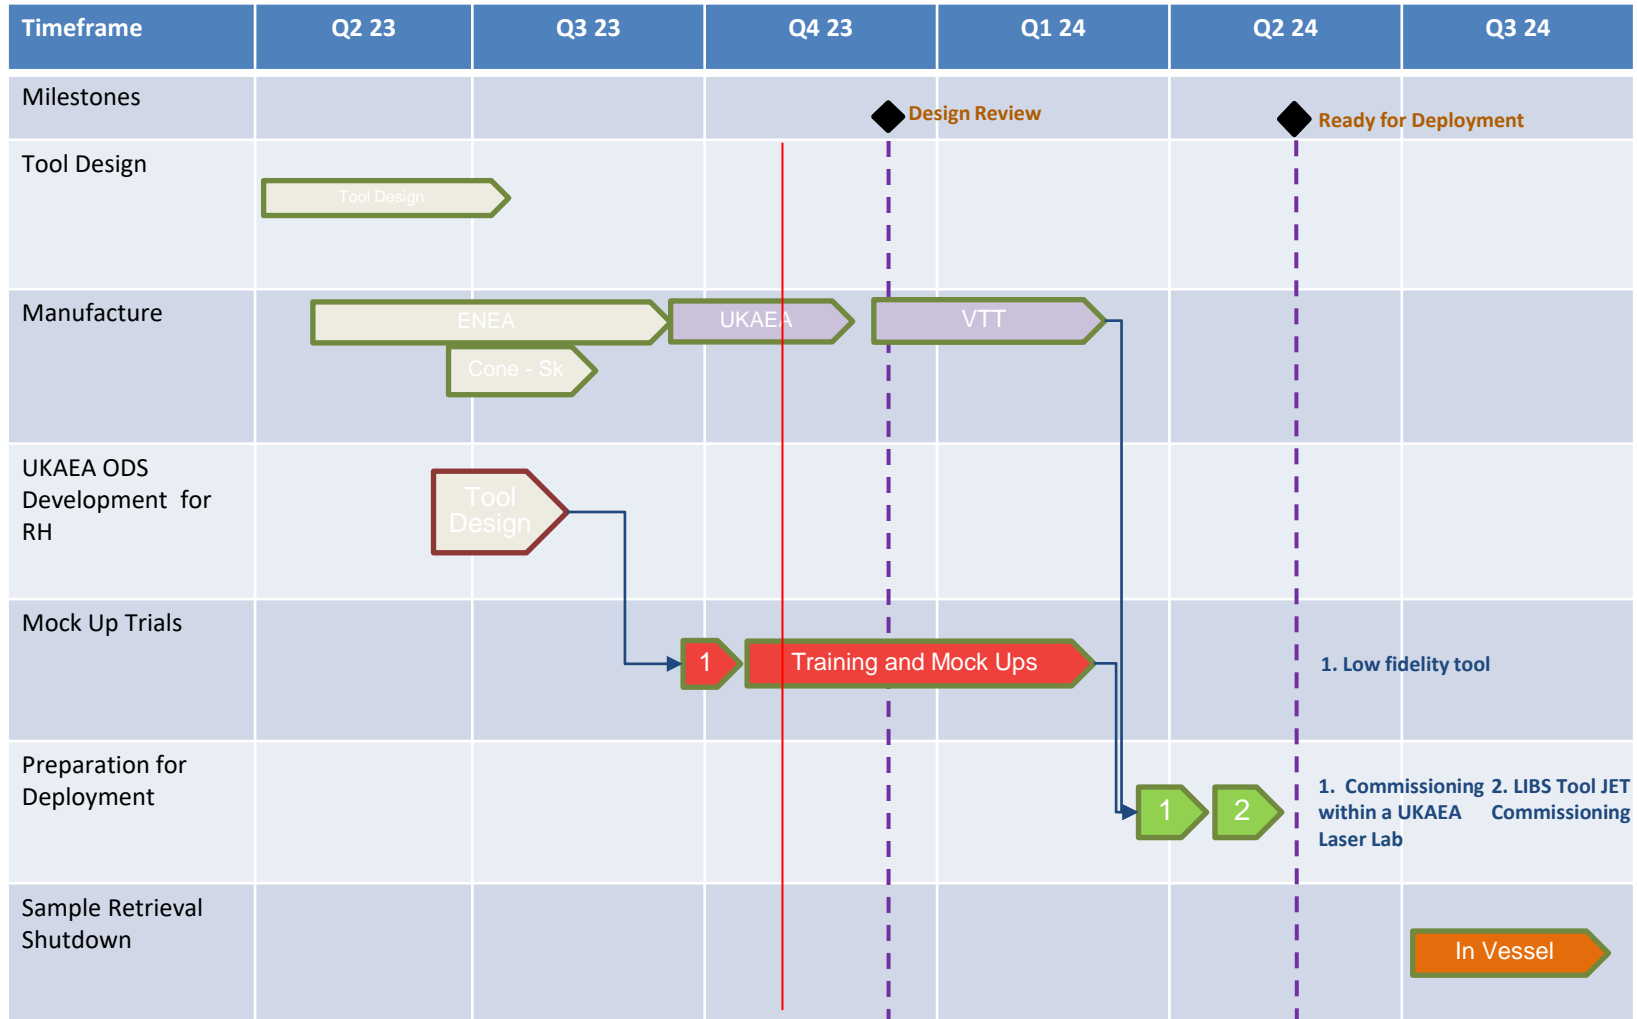 Timeframe
Q2 23
Q3 23
Q4 23
Q1 24
Q2 24
Q3 24
Milestones
Design Review
Ready for Deployment
Tool Design
Tool Design
Manufacture
ENEA
UKAEA
VTT
Cone - Sk
UKAEA ODS
Development for
RH
Tool
Design
Mock Up Trials
1
Training and Mock Ups
1. Low fidelity tool
Preparation for
Deployment
1
2
1. Commissioning
within a UKAEA
Laser Lab
2. LIBS Tool JET
Commissioning
Sample Retrieval
Shutdown
In Vessel